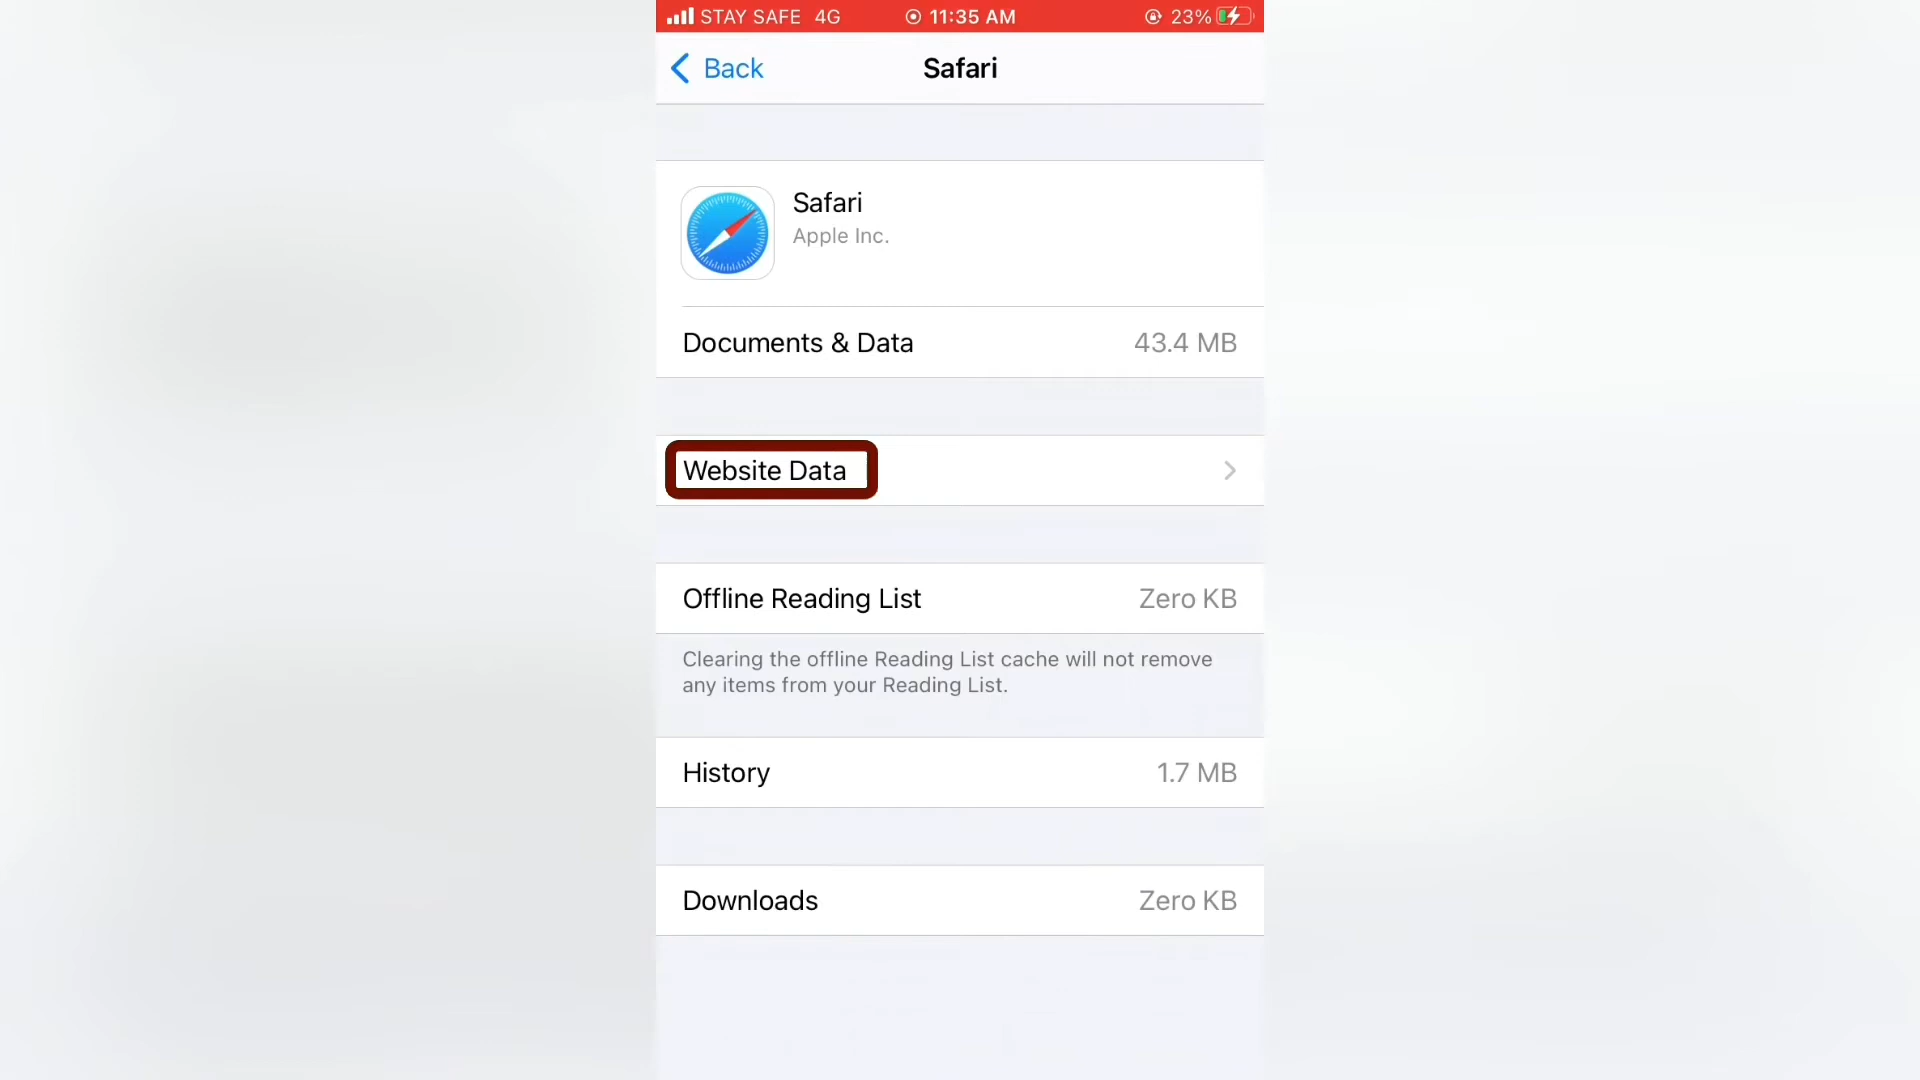 STAY SAFE 4G 11:35 AM 23%
Back Safari
Safari
Apple Inc.
Documents & Data 43.4 MB
Website Data
Offline Reading List Zero KB
Clearing the offline Reading List cache will not remove
any items from your Reading List.
History 1.7 MB
Downloads Zero KB